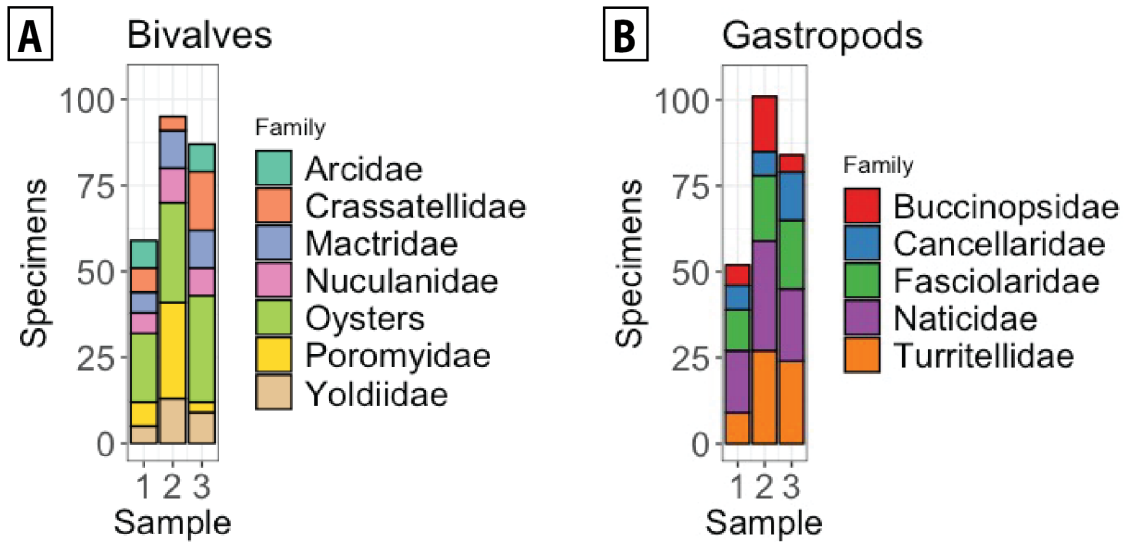 A
Bivalves
100
75
50
25
0
Specimens
1 2 3
Sample
Family
Arcidae
Crassatellidae
Mactridae
Nuculanidae
Oysters
Poromyidae
Yoldiidae
B
Gastropods
100
75
50
25
0
Specimens
1 2 3
Sample
Family
Buccinopsidae
Cancellaridae
Fasciolaridae
Naticidae
Turritellidae